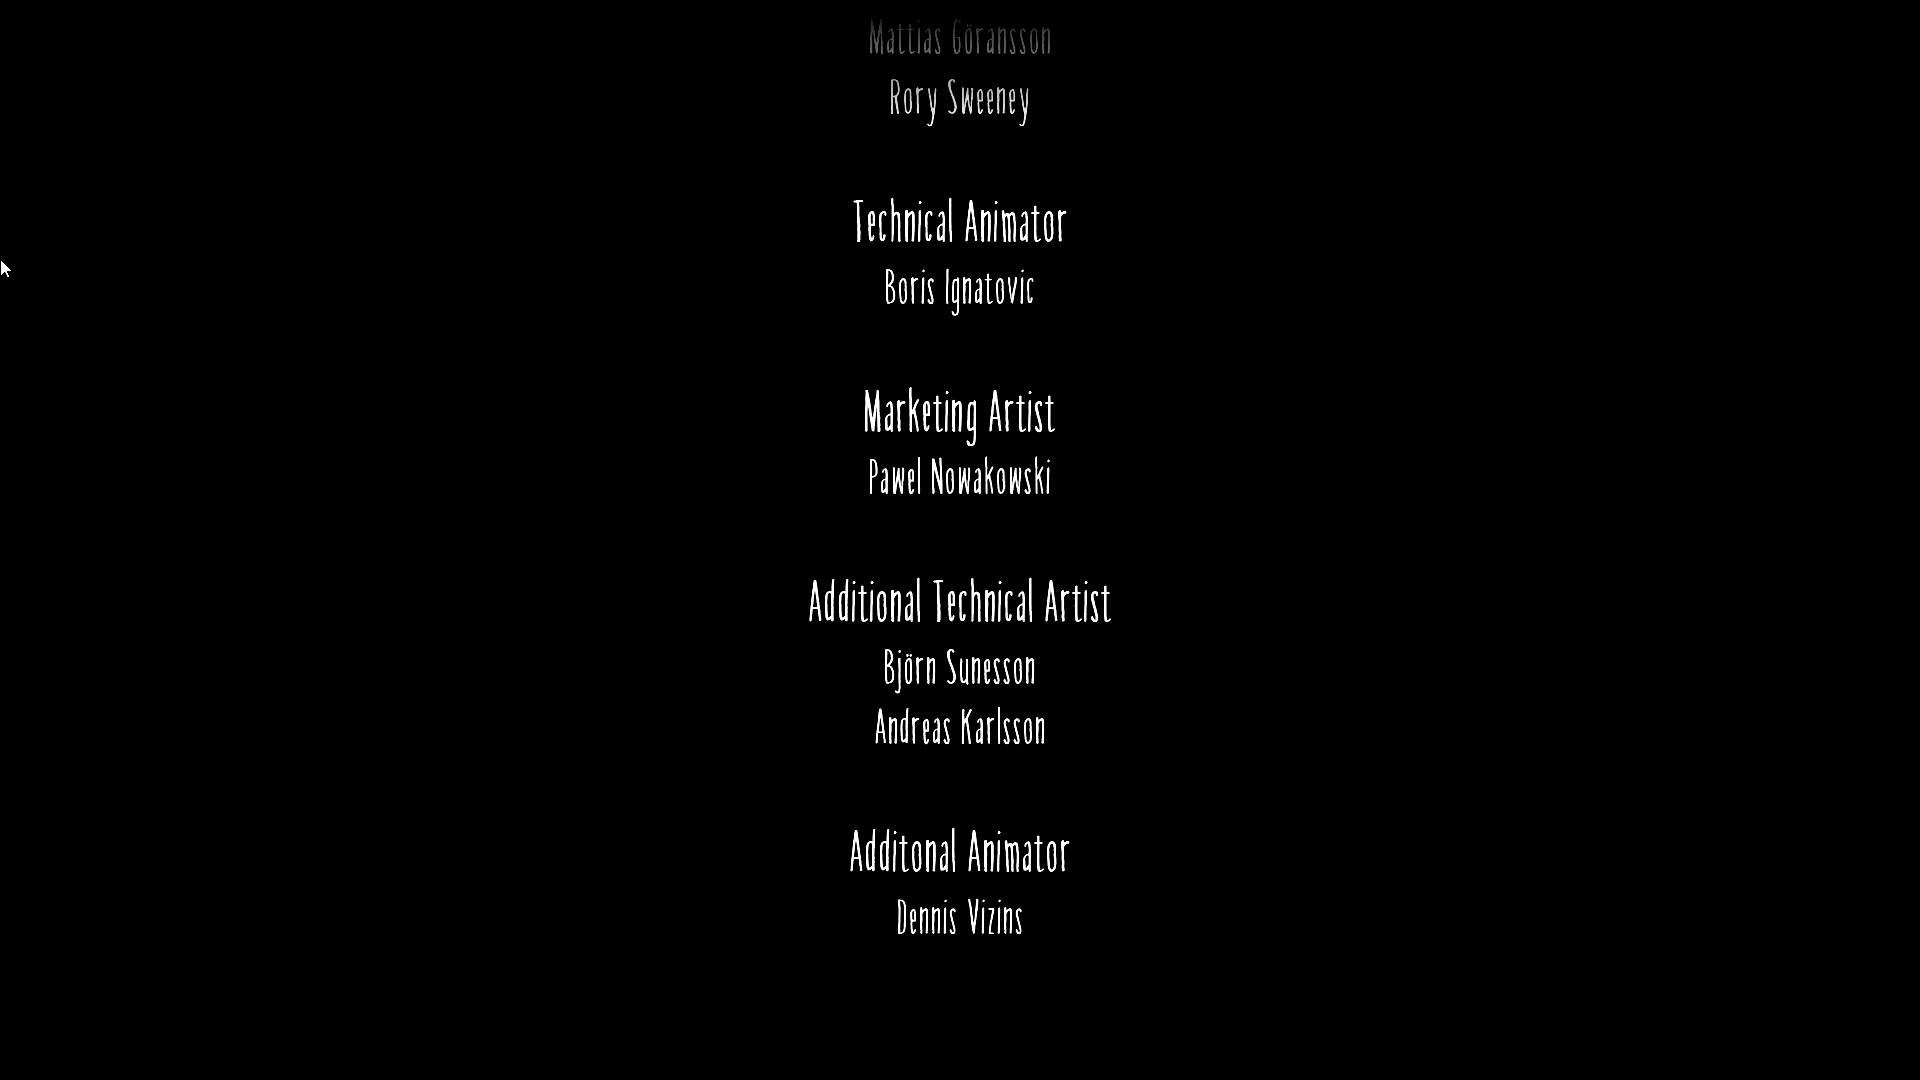 Mattias Göransson
Rory Sweeney
Technical Animator
Boris Ignatovic
Marketing Artist
Pawel Nowakowski
Additional Technical Artist
Björn Sunesson
Andreas Karlsson
Additonal Animator
Dennis Vizins